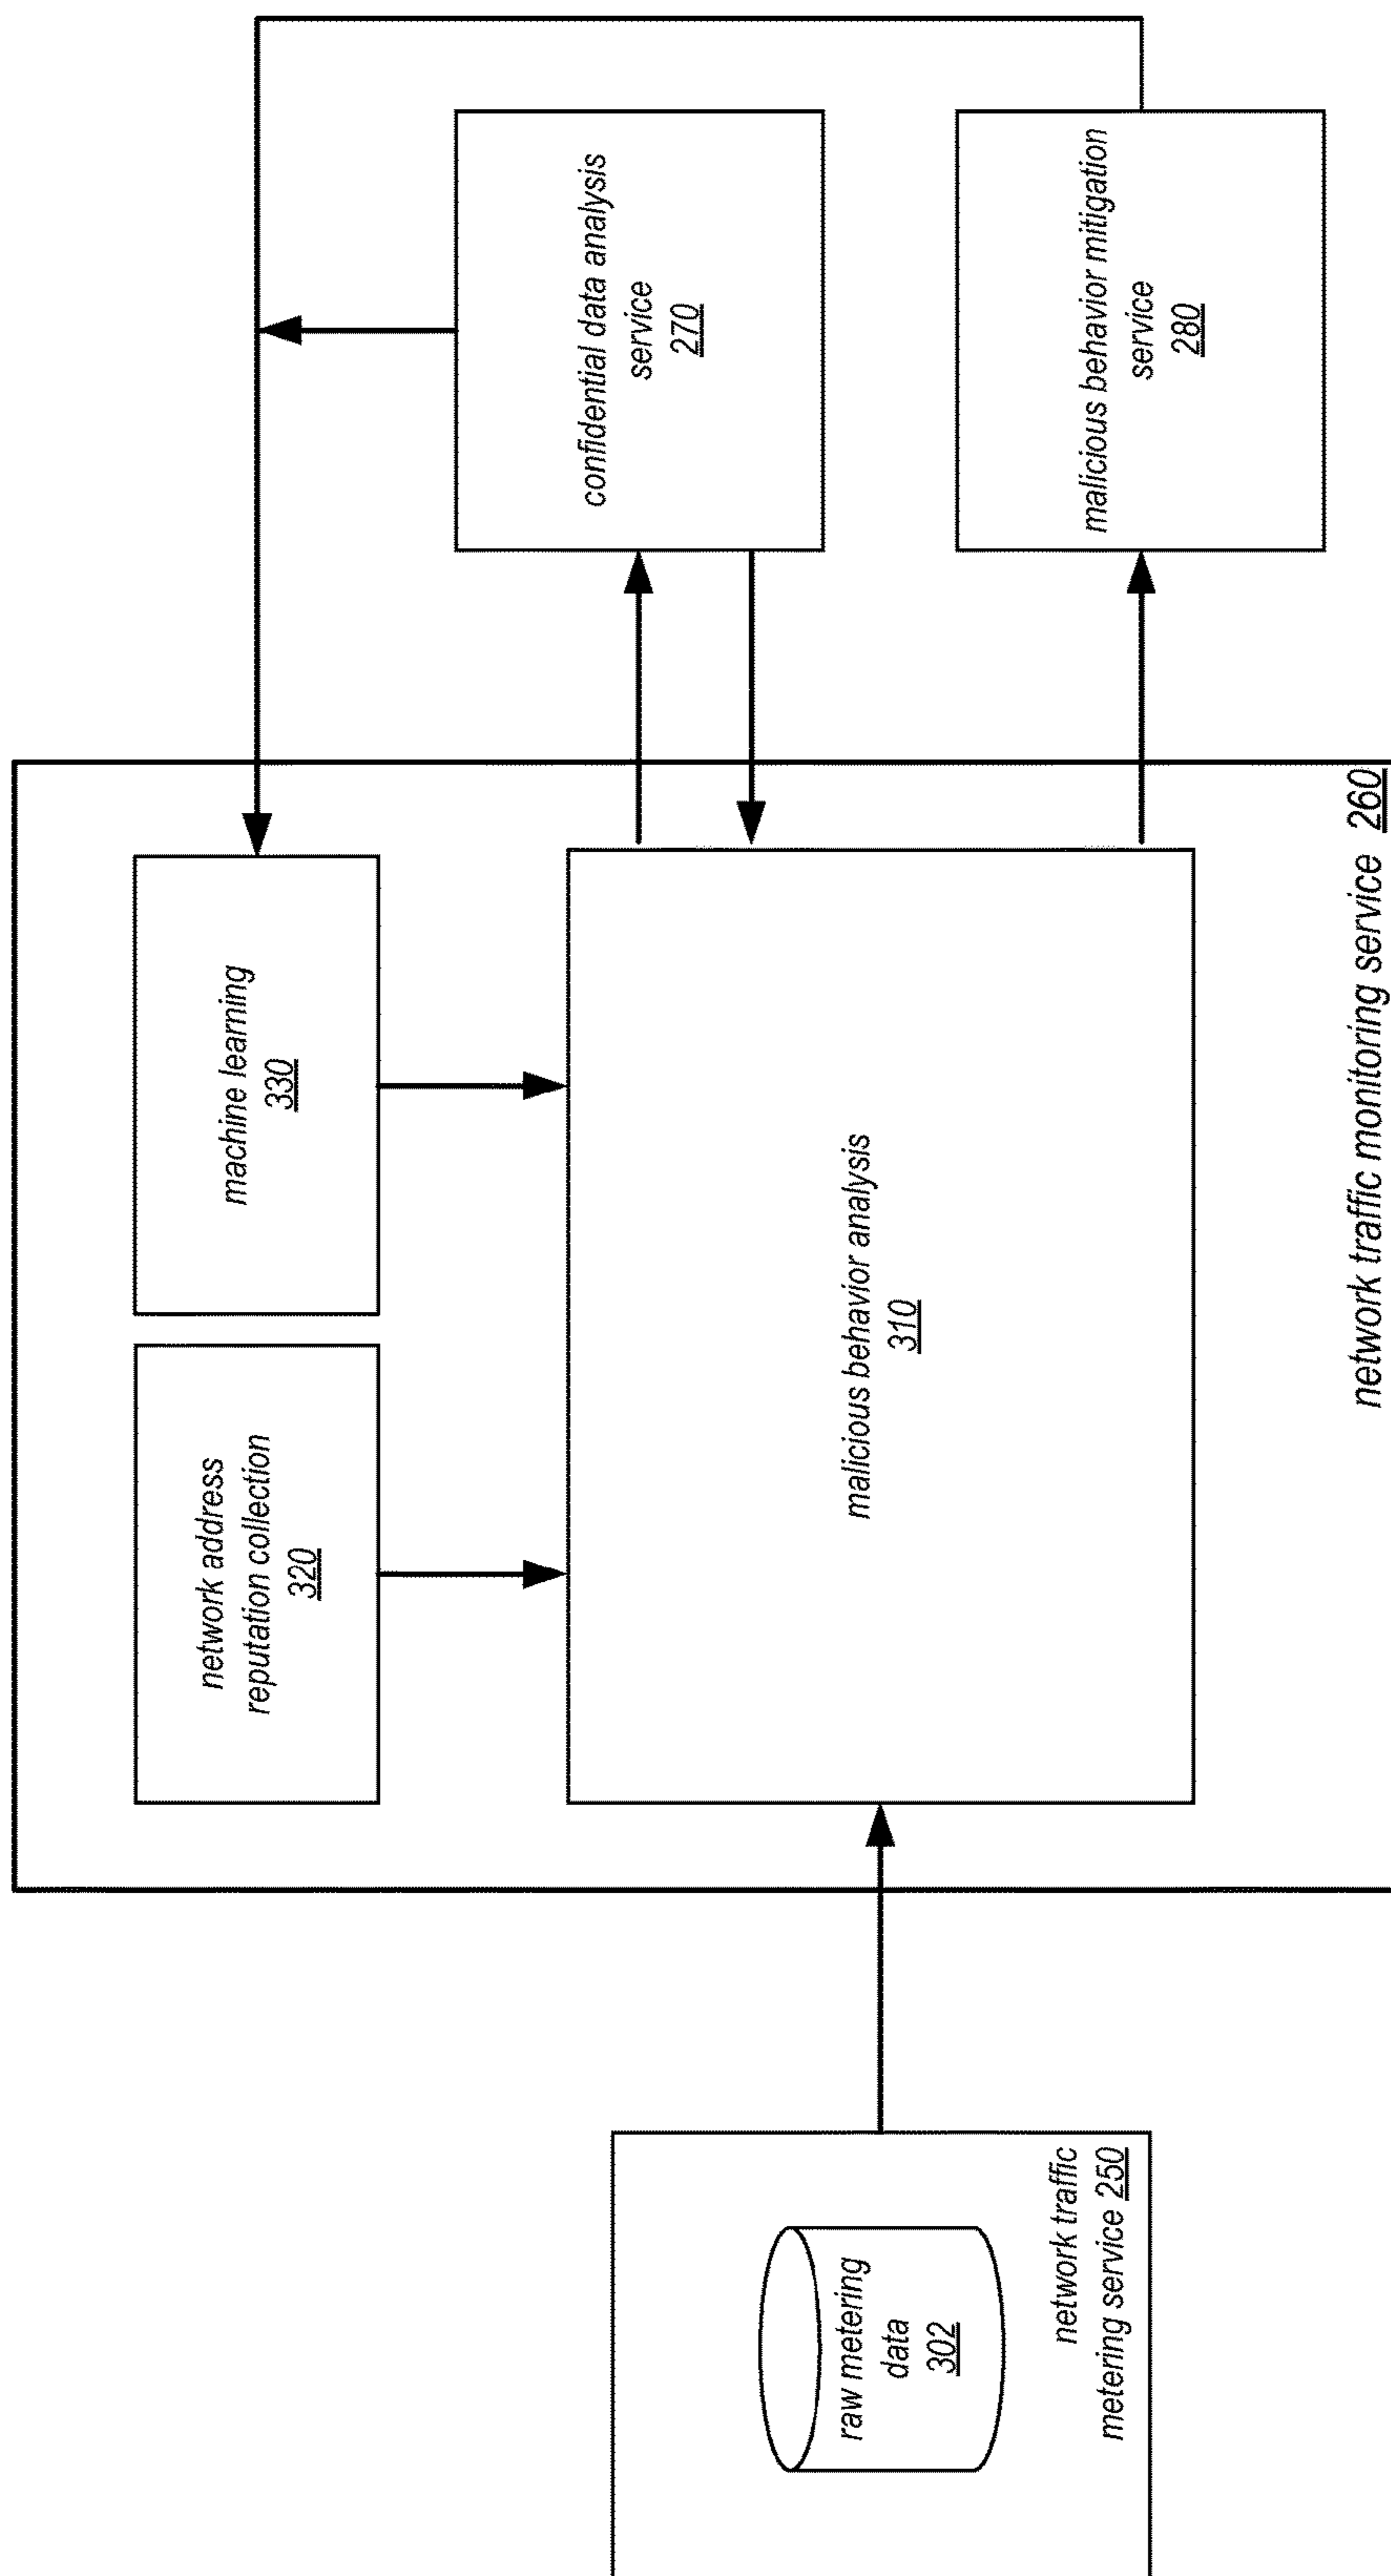 network address
reputation collection
320
machine learning
330
confidential data analysis
service
270
raw metering
data
302
network traffic
metering service 250
malicious behavior analysis
310
malicious behavior mitigation
service
280
network traffic monitoring service 260